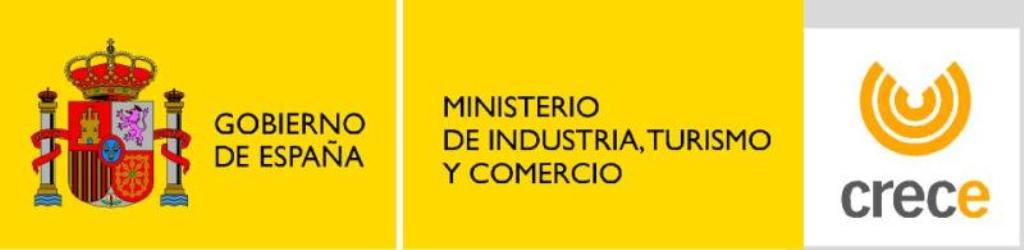 GOBIERNO
DE ESPAÑA
MINISTERIO
DE INDUSTRIA, TURISMO
Y COMERCIO
crece